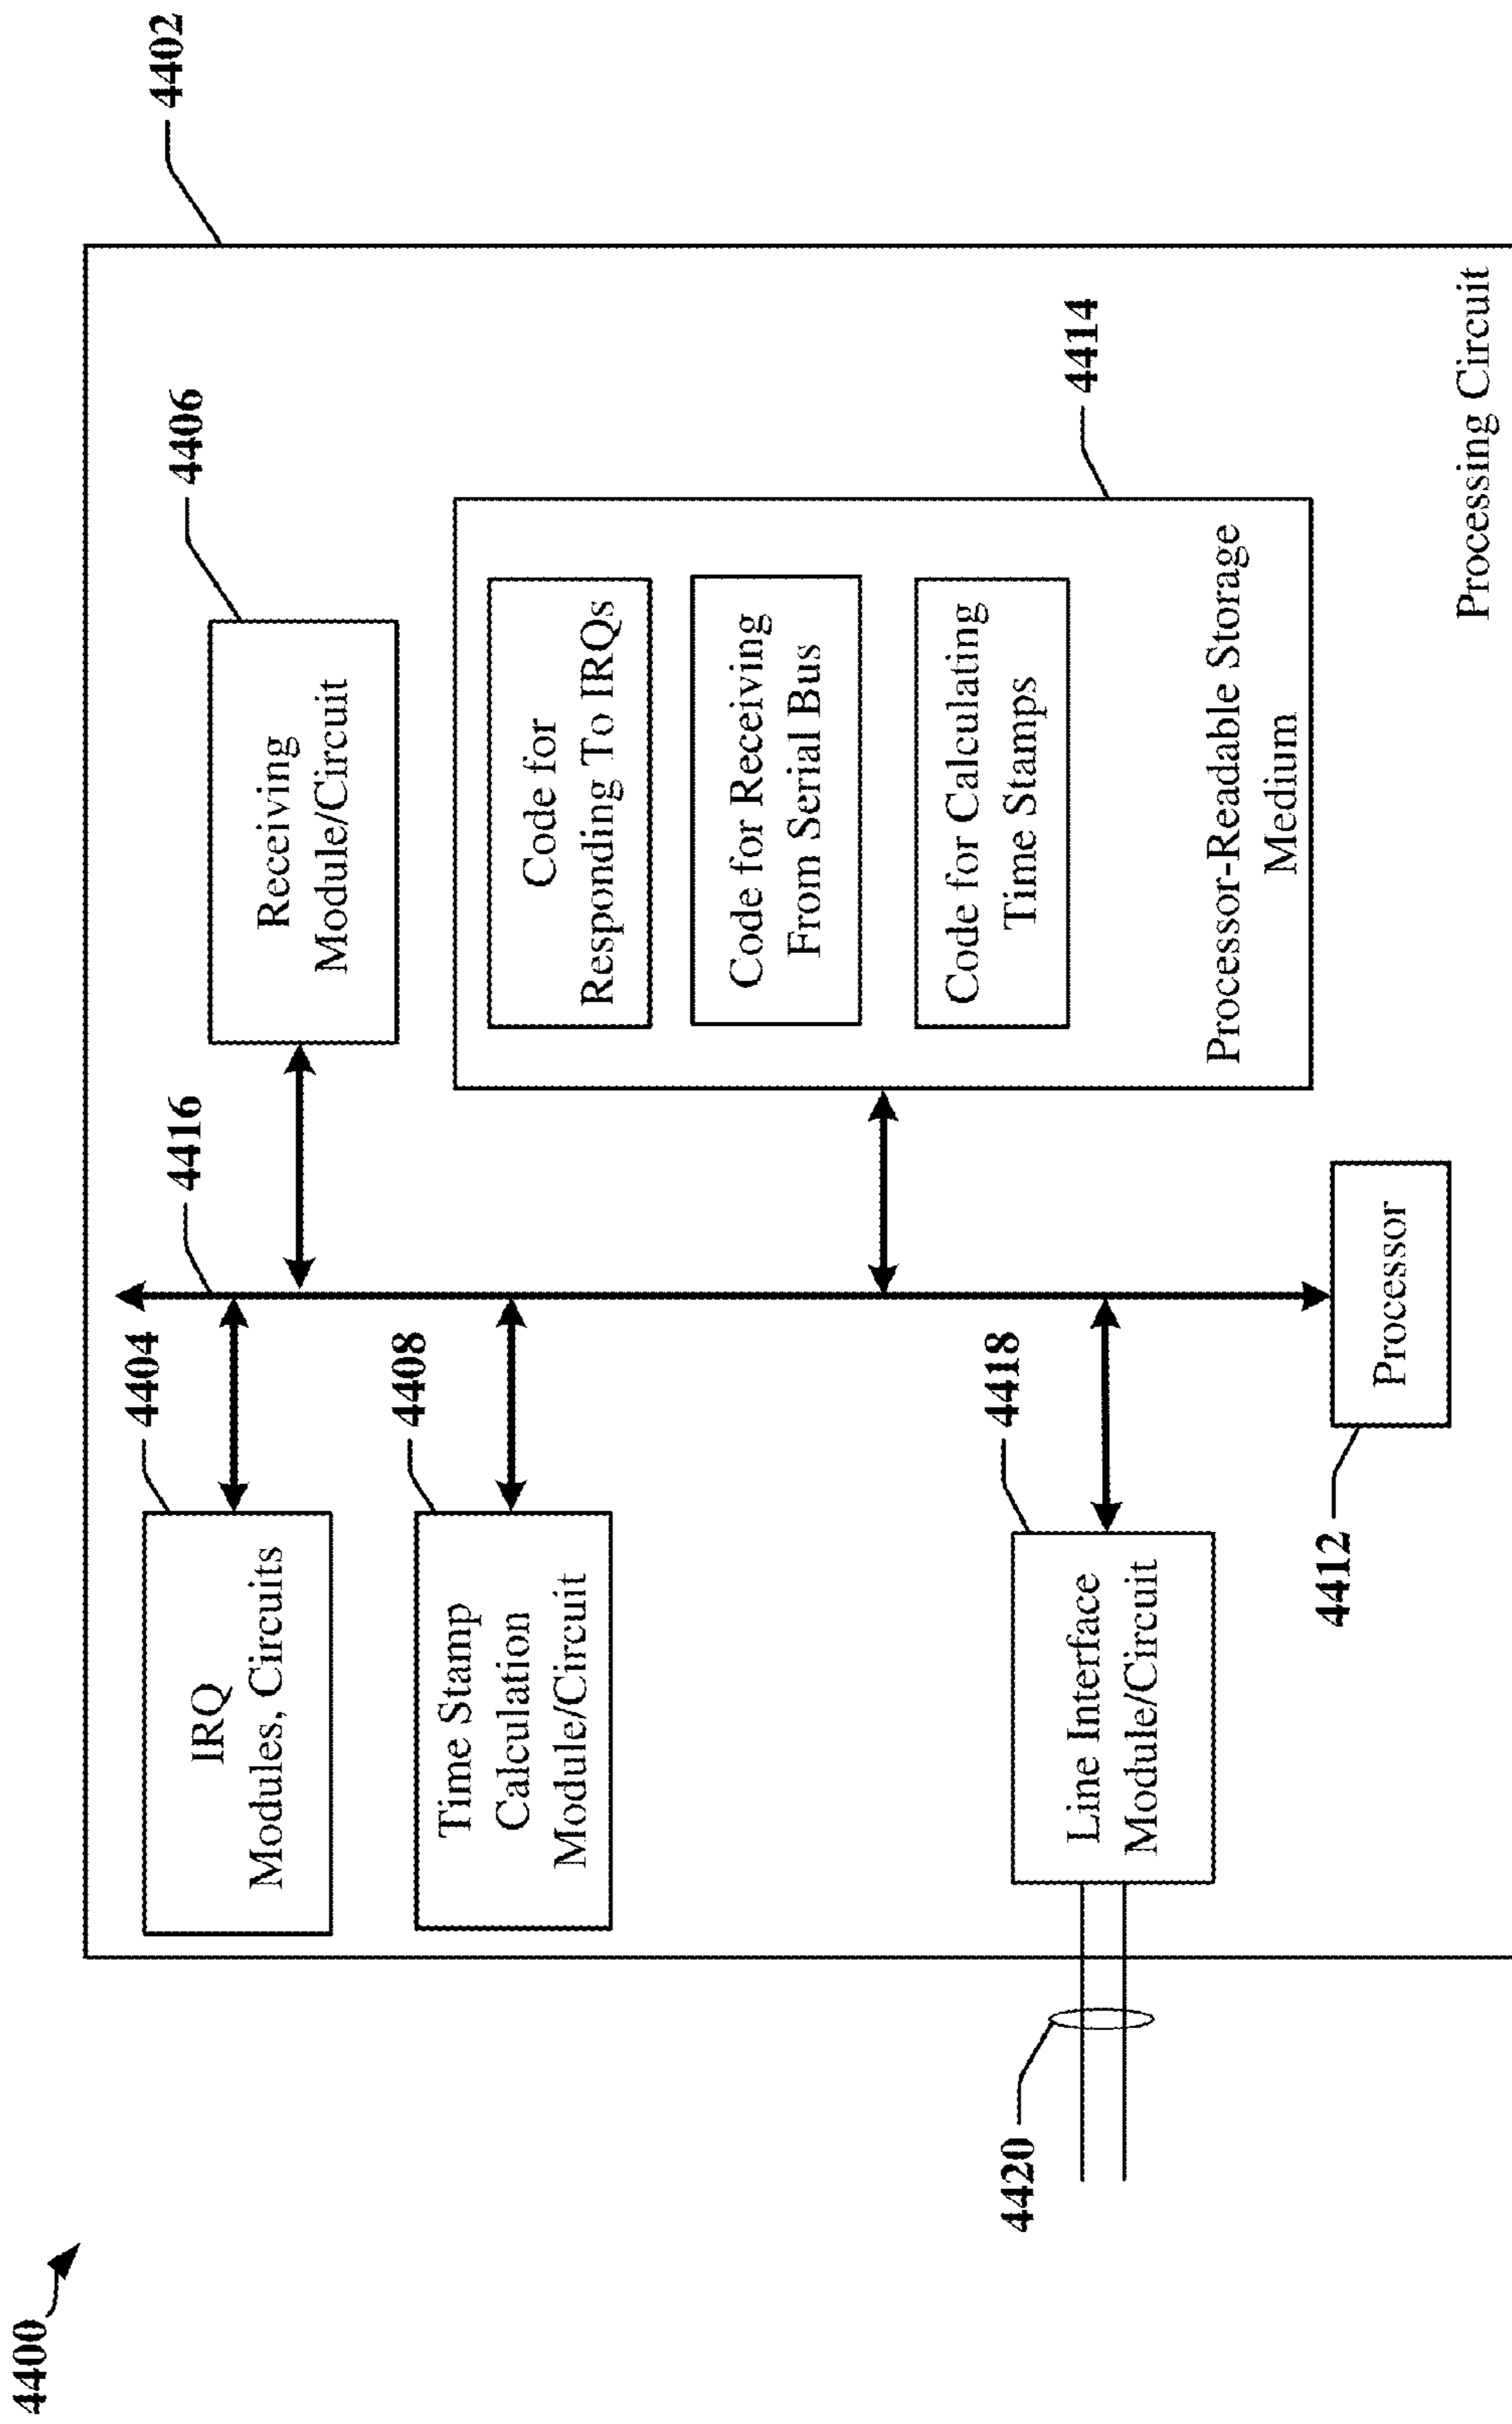 4400
4402
4404
IRQ
Modules, Circuits
4416
4406
Receiving
Module/Circuit
4408
Time Stamp
Calculation
Module/Circuit
4414
Code for
Responding To IRQs
Code for Receiving
From Serial Bus
Code for Calculating
Time Stamps
Processor-Readable Storage
Medium
4420
4418
Line Interface
Module/Circuit
4412
Processor
Processing Circuit